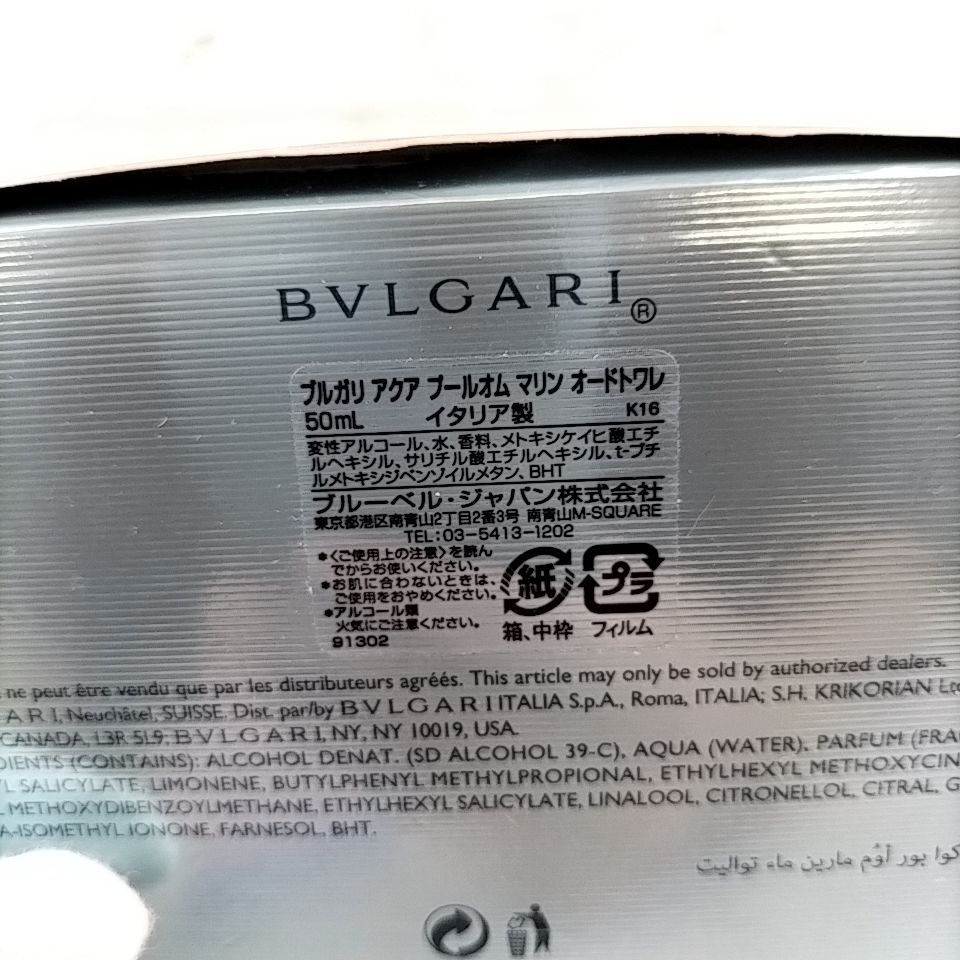 BVLGARI®
ブルガリ アクア プールオム マリン オードトワレ
50mL イタリア製 K16
変性アルコール、水、香料、メトキシケイヒ酸エチ
ルヘキシル、サリチル酸エチルヘキシル、t-ブチ
ルメトキシジベンゾイルメタン、BHT
ブルーベル・ジャパン株式会社
東京都港区南青山2丁目2番3号 南青山M-SQUARE
TEL:03-5413-1202
*〈ご使用上の注意〉を読ん
でからお使いください。
*お肌に合わないときは、
ご使用をおやめください。
*アルコール類
火気にご注意ください。
91302
紙
プラ
箱、中枠 フィルム
ne peut être vendu que par les distributeurs agréés. This article may only be sold by authorized dealers.
ARI, Neuchâtel, SUISSE. Dist. par/by BVLGARI ITALIA S.p.A., Roma, ITALIA; S.H. KRIKORIAN Ltd
CANADA, L3R 5L9, BVLGARI, NY, NY 10019, USA.
DIENTS (CONTAINS): ALCOHOL DENAT. (SD ALCOHOL 39-C), AQUA (WATER), PARFUM (FRA
YL SALICYLATE, LIMONENE, BUTYLPHENYL METHYLPROPIONAL, ETHYLHEXYL METHOXYCIN
L METHOXYDIBENZOYLMETHANE, ETHYLHEXYL SALICYLATE, LINALOOL, CITRONELLOL, CITRAL, G
A-ISOMETHYL IONONE, FARNESOL, BHT.
كوا بور أوم مارين ماء تواليت